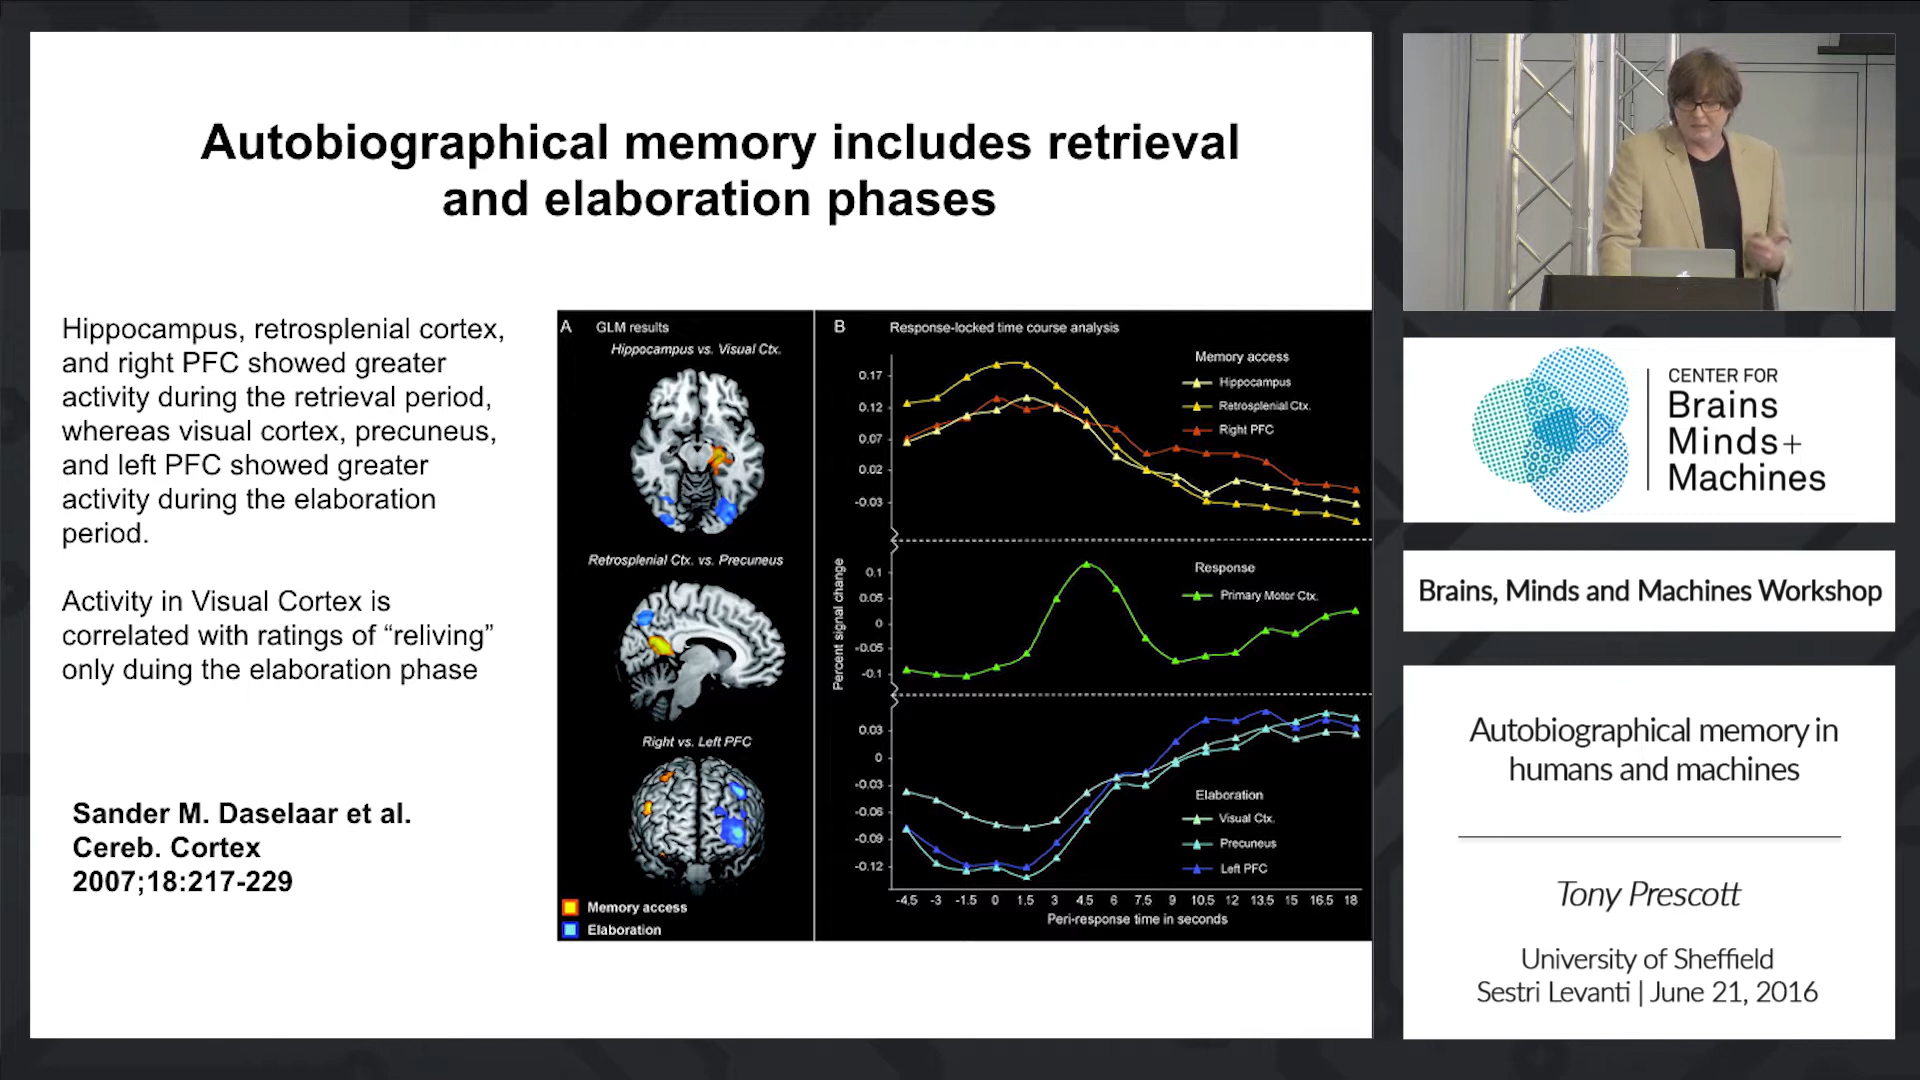 Autobiographical memory includes retrieval
and elaboration phases
Hippocampus, retrosplenial cortex,
and right PFC showed greater
activity during the retrieval period,
whereas visual cortex, precuneus,
and left PFC showed greater
activity during the elaboration
period.
Activity in Visual Cortex is
correlated with ratings of “reliving”
only duing the elaboration phase
Sander M. Daselaar et al.
Cereb. Cortex
2007;18:217-229
A GLM results
Hippocampus vs. Visual Ctx.
Retrosplenial Ctx. vs. Precuneus
Right vs. Left PFC
Memory access
Elaboration
B Response-locked time course analysis
Memory access
Hippocampus
Retrosplenial Ctx.
Right PFC
0.17
0.12
0.07
0.02
-0.03
Percent signal change
Response
Primary Motor Ctx.
0.1
0.05
0
-0.05
-0.1
0.03
0
-0.03
-0.06
-0.09
-0.12
Elaboration
Visual Ctx.
Precuneus
Left PFC
-4.5 -3 -1.5 0 1.5 3 4.5 6 7.5 9 10.5 12 13.5 15 16.5 18
Peri-response time in seconds
CENTER FOR
Brains
Minds+
Machines
Brains, Minds and Machines Workshop
Autobiographical memory in
humans and machines
Tony Prescott
University of Sheffield
Sestri Levanti | June 21, 2016